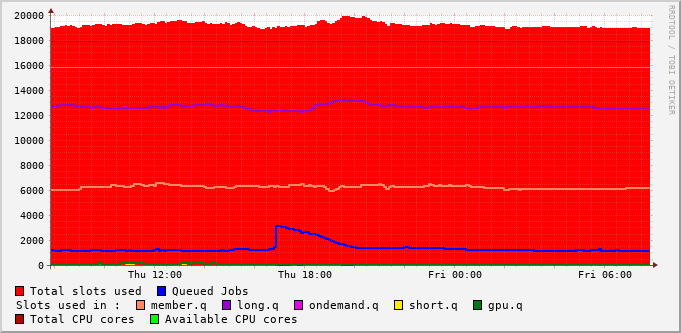 20000
18000
16000
14000
12000
10000
8000
6000
4000
2000
0
Thu 12:00 Thu 18:00 Fri 00:00 Fri 06:00
Total slots used Queued Jobs
Slots used in : member.q long.q ondemand.q short.q gpu.q
Total CPU cores Available CPU cores
RRDTOOL / TOBI OETIKER